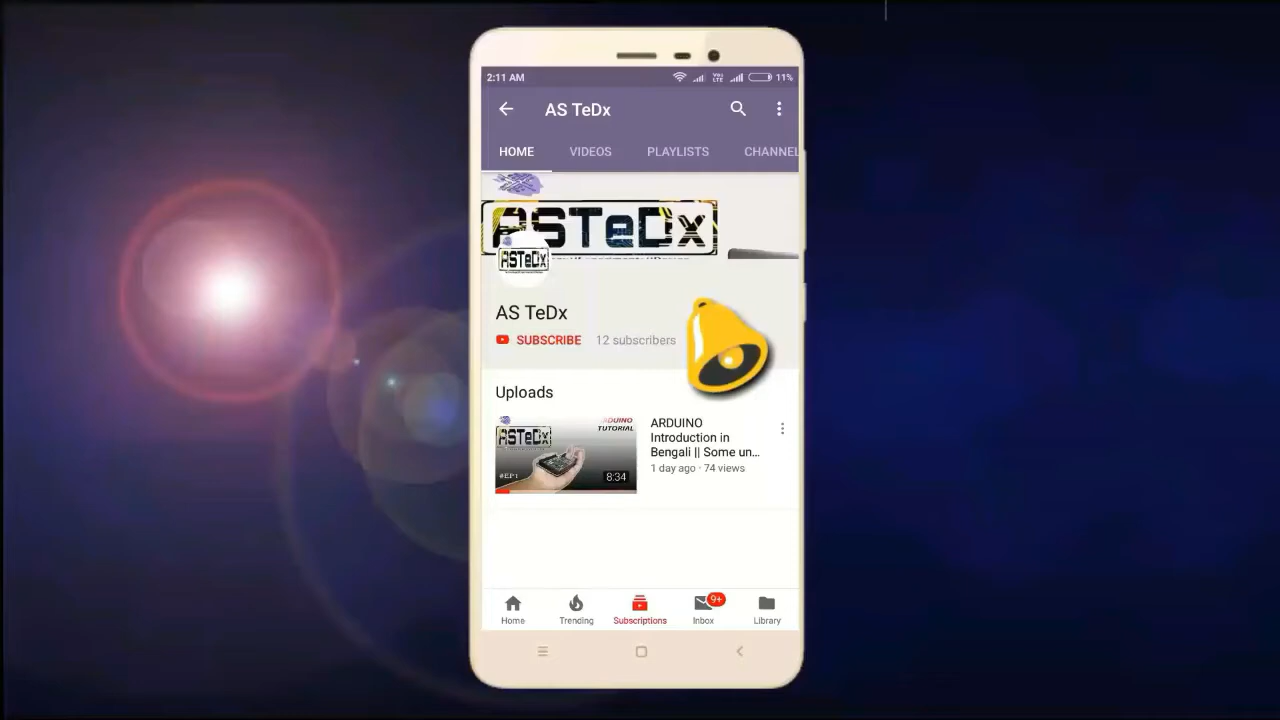 2:11 AM
VoLTE
11%
AS TeDx
HOME
VIDEOS
PLAYLISTS
CHANNEL
ASTeDx
ASTeDx
AS TeDx
SUBSCRIBE
12 subscribers
Uploads
ARDUINO
TUTORIAL
ASTeDx
#EP1
8:34
ARDUINO
Introduction in
Bengali || Some un...
1 day ago · 74 views
9+
Home
Trending
Subscriptions
Inbox
Library